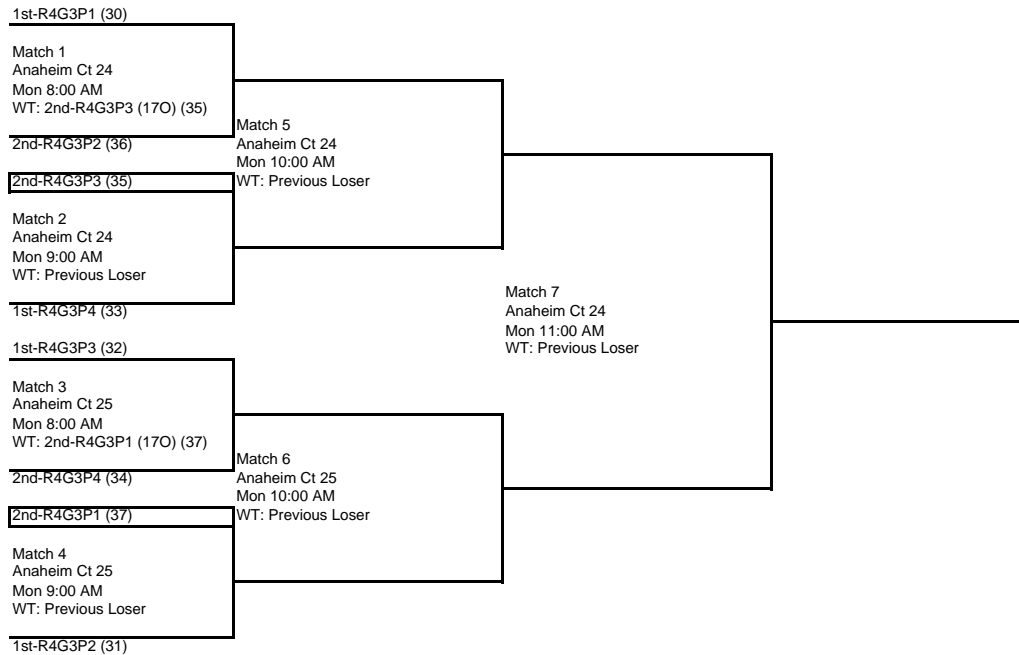 1st-R4G3P1 (30)
Match 1
Anaheim Ct 24
Mon 8:00 AM
WT: 2nd-R4G3P3 (17O) (35)
2nd-R4G3P2 (36)
2nd-R4G3P3 (35)
Match 2
Anaheim Ct 24
Mon 9:00 AM
WT: Previous Loser
1st-R4G3P4 (33)
1st-R4G3P3 (32)
Match 3
Anaheim Ct 25
Mon 8:00 AM
WT: 2nd-R4G3P1 (17O) (37)
2nd-R4G3P4 (34)
2nd-R4G3P1 (37)
Match 4
Anaheim Ct 25
Mon 9:00 AM
WT: Previous Loser
1st-R4G3P2 (31)
Match 5
Anaheim Ct 24
Mon 10:00 AM
WT: Previous Loser
Match 6
Anaheim Ct 25
Mon 10:00 AM
WT: Previous Loser
Match 7
Anaheim Ct 24
Mon 11:00 AM
WT: Previous Loser